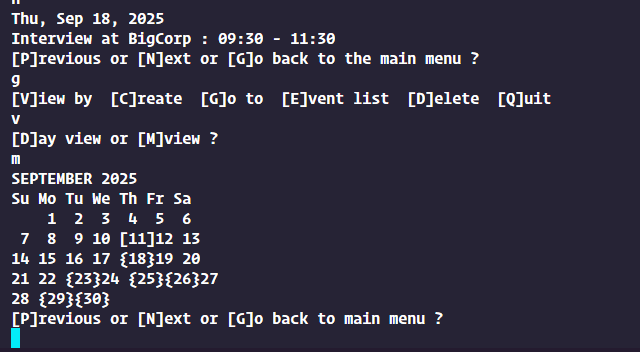 Thu, Sep 18, 2025
Interview at BigCorp : 09:30 - 11:30
[P]revious or [N]ext or [G]o back to the main menu ?
g
[V]iew by  [C]reate  [G]o to  [E]vent list  [D]elete  [Q]uit
v
[D]ay view or [M]view ?
m
SEPTEMBER 2025
Su Mo Tu We Th Fr Sa
    1  2  3  4  5  6
 7  8  9 10 [11]12 13
14 15 16 17 {18}19 20
21 22 {23}24 {25}{26}27
28 {29}{30}
[P]revious or [N]ext or [G]o back to main menu ?